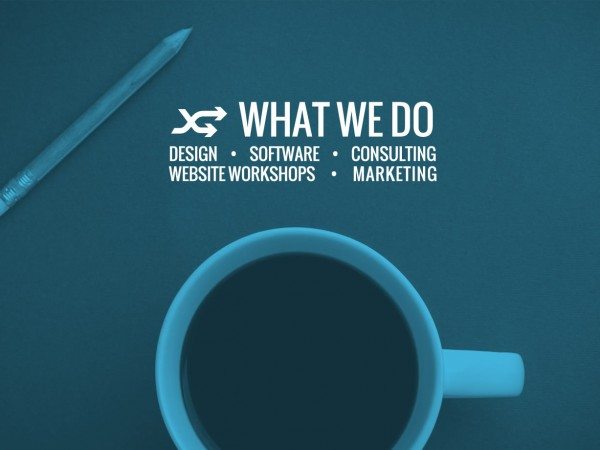 WHAT WE DO
DESIGN • SOFTWARE • CONSULTING
WEBSITE WORKSHOPS • MARKETING